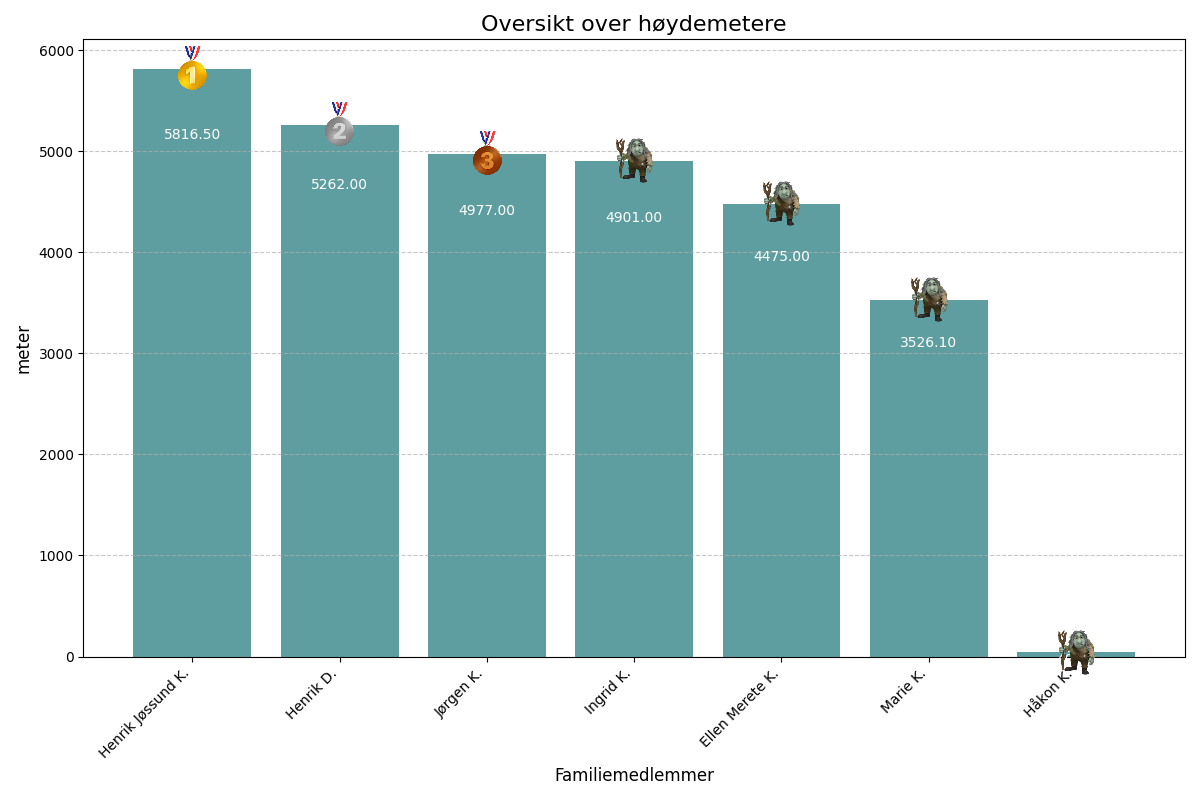 Oversikt over høydemetere
6000
5000
4000
3000
2000
1000
0
meter
1
2
3
5816.50
5262.00
4977.00
4901.00
4475.00
3526.10
Henrik Jøssund K.
Henrik D.
Jørgen K.
Ingrid K.
Ellen Merete K.
Marie K.
Håkon K.
Familiemedlemmer